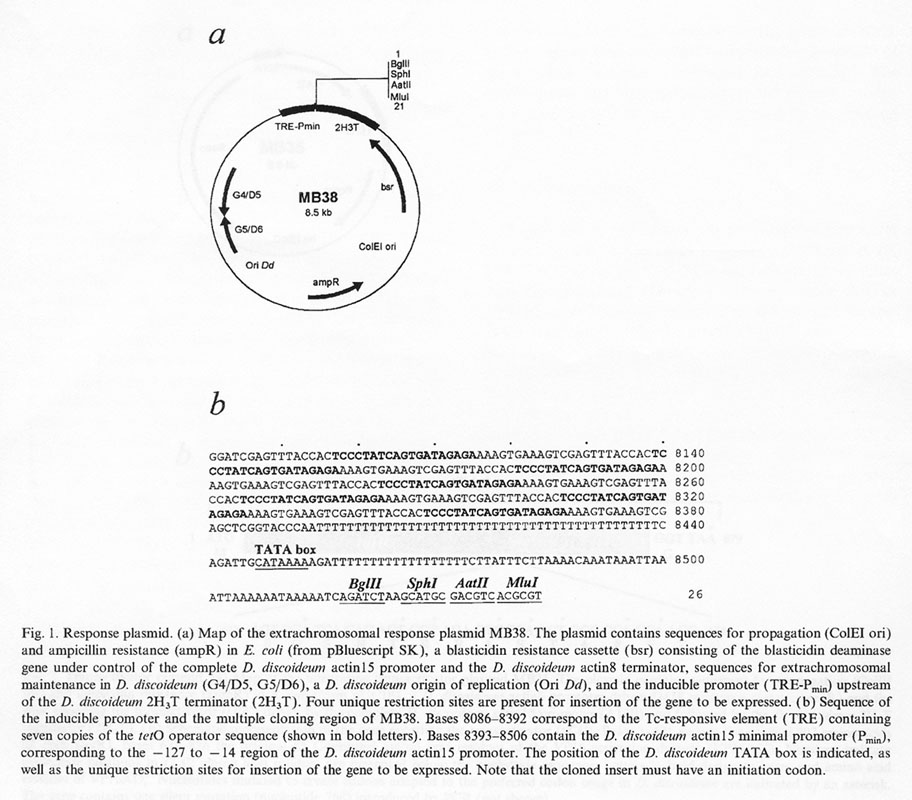 a
1
BglII
SphI
AatII
MluI
21
TRE-Pmin
2H3T
bsr
G4/D5
MB38
8.5 kb
G5/D6
ColEI ori
Ori Dd
ampR
b
GGATCGAGTTTACCACTCCCTATCAGTGATAGAGAAAAGTGAAAGTCGAGTTTACCACTC 8140
CCTATCAGTGATAGAGAAAAGTGAAAGTCGAGTTTACCACTCCCTATCAGTGATAGAGAA 8200
AAGTGAAAGTCGAGTTTACCACTCCCTATCAGTGATAGAGAAAAGTGAAAGTCGAGTTTA 8260
CCACTCCCTATCAGTGATAGAGAAAAGTGAAAGTCGAGTTTACCACTCCCTATCAGTGAT 8320
AGAGAAAAGTGAAAGTCGAGTTTACCACTCCCTATCAGTGATAGAGAAAAGTGAAAGTCG 8380
AGCTCGGTACCCAATTTTTTTTTTTTTTTTTTTTTTTTTTTTTTTTTTTTTTTTTTTTTC 8440
TATA box
AGATTGCATAAAAAGATTTTTTTTTTTTTTTTTTCTTATTTCTTAAAACAAATAAATTAA 8500
BglII SphI AatII MluI
ATTAAAAAATAAAAATCAGATCTAAGCATGC GACGTCACGCGT 26
Fig. 1. Response plasmid. (a) Map of the extrachromosomal response plasmid MB38. The plasmid contains sequences for propagation (ColEI ori)
and ampicillin resistance (ampR) in E. coli (from pBluescript SK), a blasticidin resistance cassette (bsr) consisting of the blasticidin deaminase
gene under control of the complete D. discoideum actin15 promoter and the D. discoideum actin8 terminator, sequences for extrachromosomal
maintenance in D. discoideum (G4/D5, G5/D6), a D. discoideum origin of replication (Ori Dd), and the inducible promoter (TRE-Pmin) upstream
of the D. discoideum 2H3T terminator (2H3T). Four unique restriction sites are present for insertion of the gene to be expressed. (b) Sequence of
the inducible promoter and the multiple cloning region of MB38. Bases 8086–8392 correspond to the Tc-responsive element (TRE) containing
seven copies of the tetO operator sequence (shown in bold letters). Bases 8393–8506 contain the D. discoideum actin15 minimal promoter (Pmin),
corresponding to the −127 to −14 region of the D. discoideum actin15 promoter. The position of the D. discoideum TATA box is indicated, as
well as the unique restriction sites for insertion of the gene to be expressed. Note that the cloned insert must have an initiation codon.